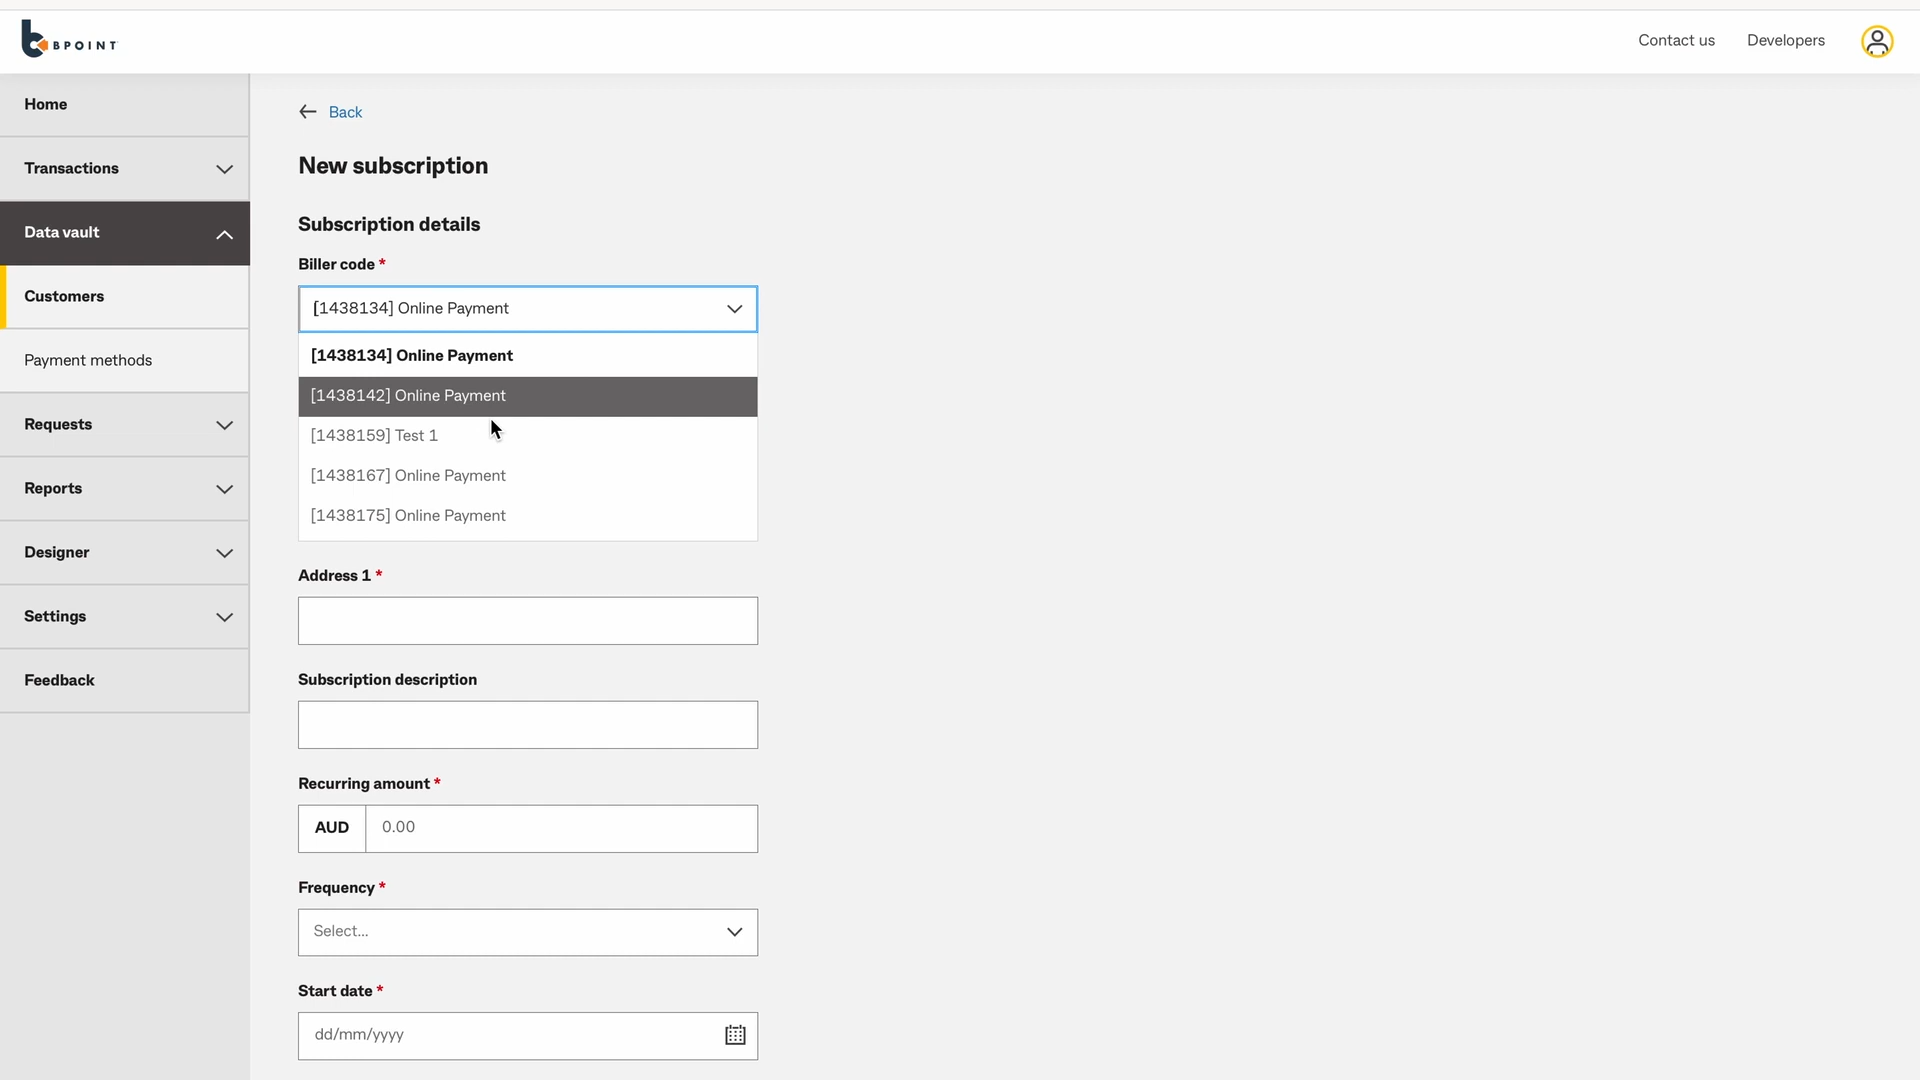 BPOINT
Contact us
Developers
Home
Transactions
Data vault
Customers
Payment methods
Requests
Reports
Designer
Settings
Feedback
Back
New subscription
Subscription details
Biller code *
[1438134] Online Payment
[1438134] Online Payment
[1438142] Online Payment
[1438159] Test 1
[1438167] Online Payment
[1438175] Online Payment
Address 1 *
Subscription description
Recurring amount *
AUD 0.00
Frequency *
Select...
Start date *
dd/mm/yyyy